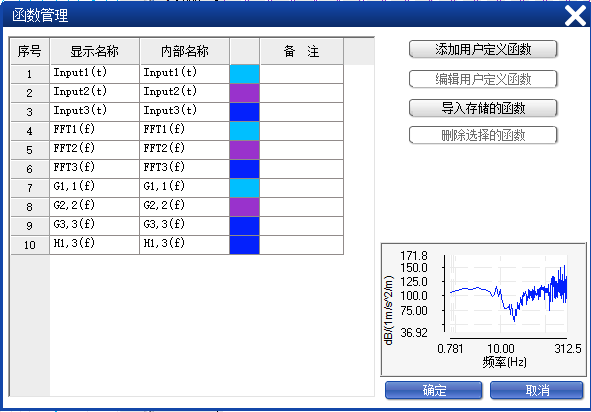 函数管理
序号 显示名称 内部名称 备 注
1 Input1(t) Input1(t)
2 Input2(t) Input2(t)
3 Input3(t) Input3(t)
4 FFT1(f) FFT1(f)
5 FFT2(f) FFT2(f)
6 FFT3(f) FFT3(f)
7 G1,1(f) G1,1(f)
8 G2,2(f) G2,2(f)
9 G3,3(f) G3,3(f)
10 H1,3(f) H1,3(f)
添加用户定义函数
编辑用户定义函数
导入存储的函数
删除选择的函数
dB/(1m/s^2/m)
171.8
150.0
125.0
100.0
75.00
36.92
0.781 10.00 312.5
频率(Hz)
确定 取消